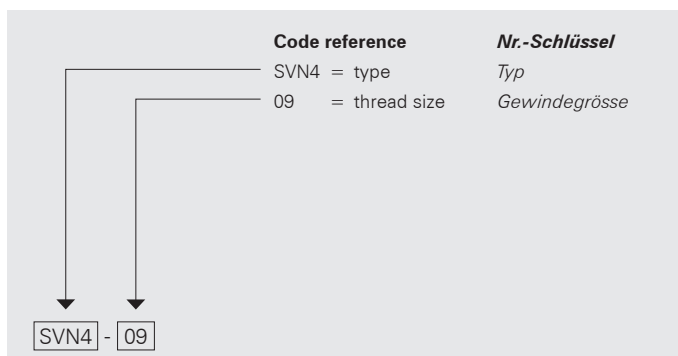 Code reference Nr.-Schlüssel
SVN4 = type Typ
09 = thread size Gewindegrösse
SVN4 - 09